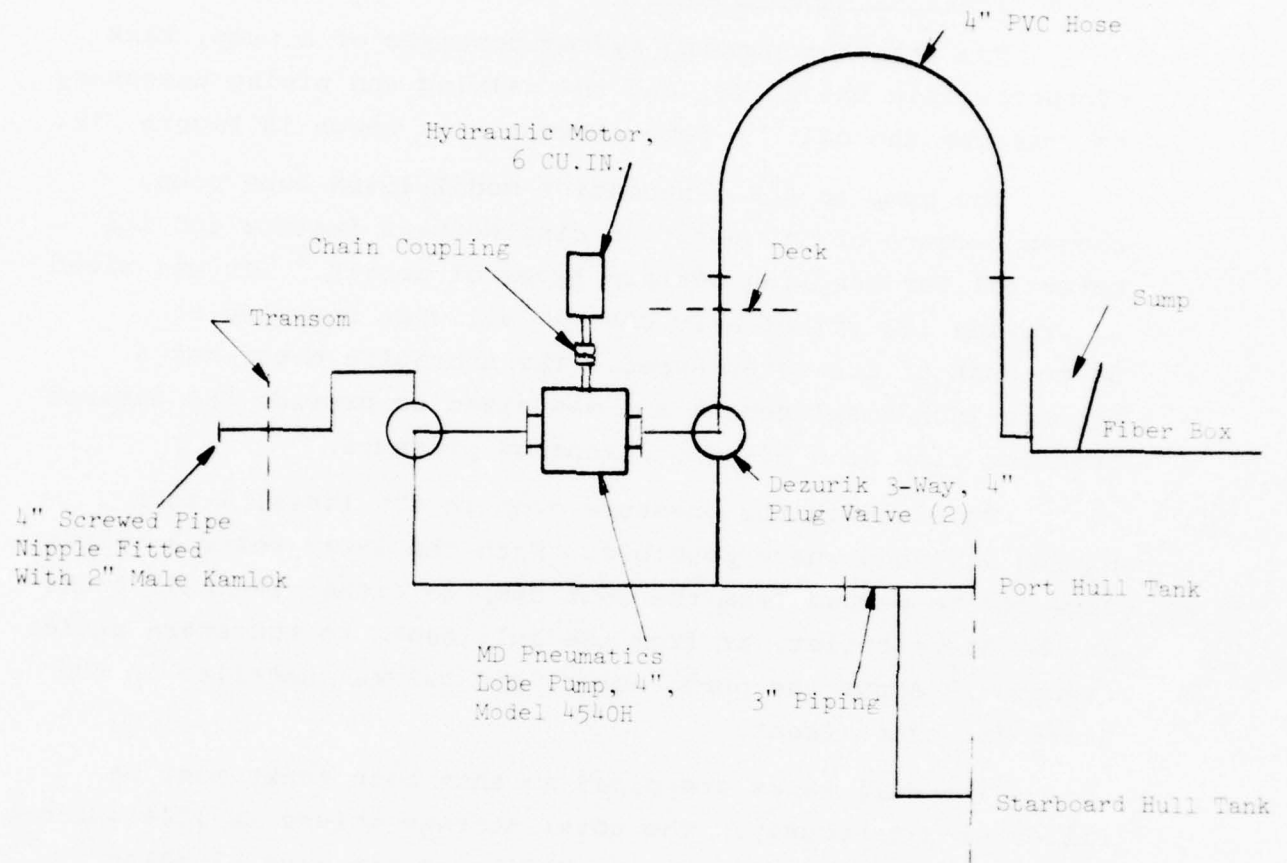 4" PVC Hose
Hydraulic Motor,
6 CU.IN.
Chain Coupling
Deck
Transom
Sump
Fiber Box
Dezurik 3-Way, 4"
Plug Valve (2)
4" Screwed Pipe
Nipple Fitted
With 2" Male Kamlok
Port Hull Tank
MD Pneumatics
Lobe Pump, 4",
Model 4540H
3" Piping
Starboard Hull Tank